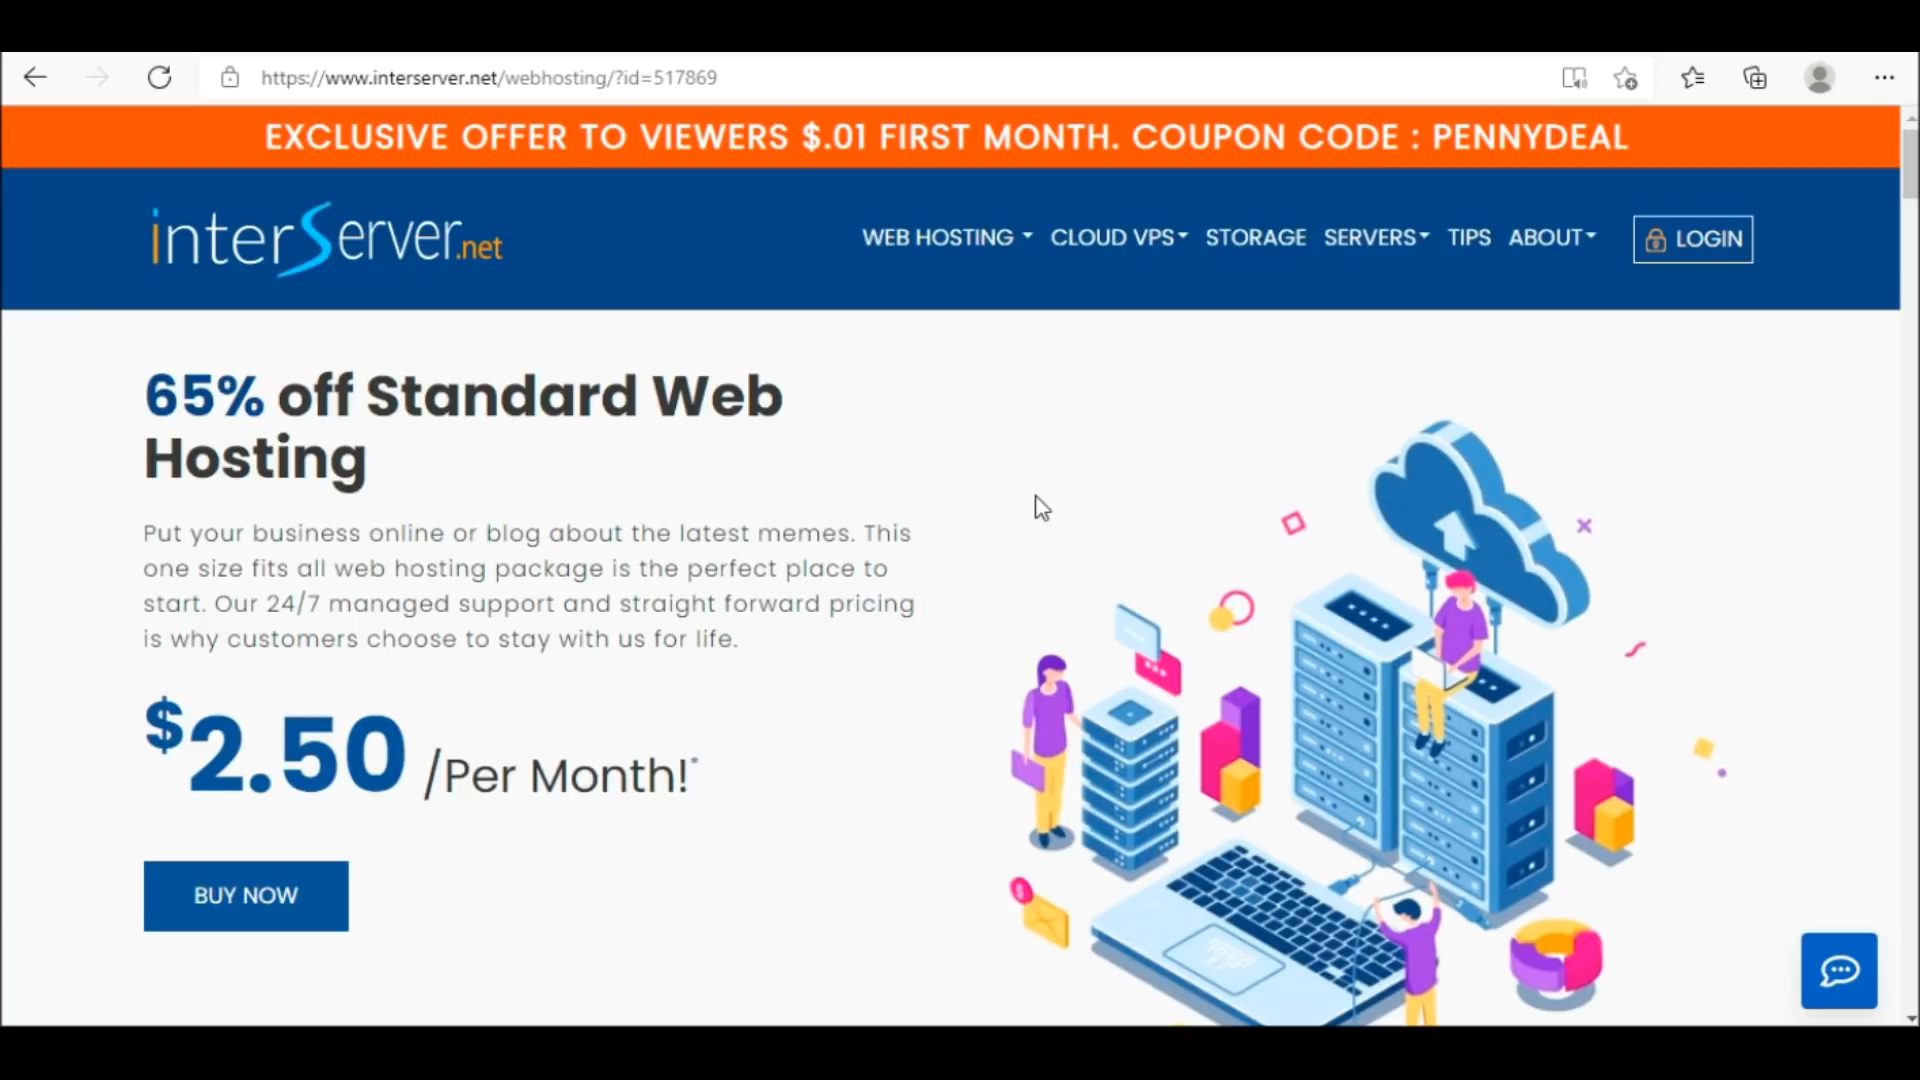 https://www.interserver.net/webhosting/?id=517869
EXCLUSIVE OFFER TO VIEWERS $.01 FIRST MONTH. COUPON CODE : PENNYDEAL
interServer.net
WEB HOSTING CLOUD VPS STORAGE SERVERS TIPS ABOUT LOGIN
65% off Standard Web
Hosting
Put your business online or blog about the latest memes. This
one size fits all web hosting package is the perfect place to
start. Our 24/7 managed support and straight forward pricing
is why customers choose to stay with us for life.
$2.50 /Per Month!*
BUY NOW